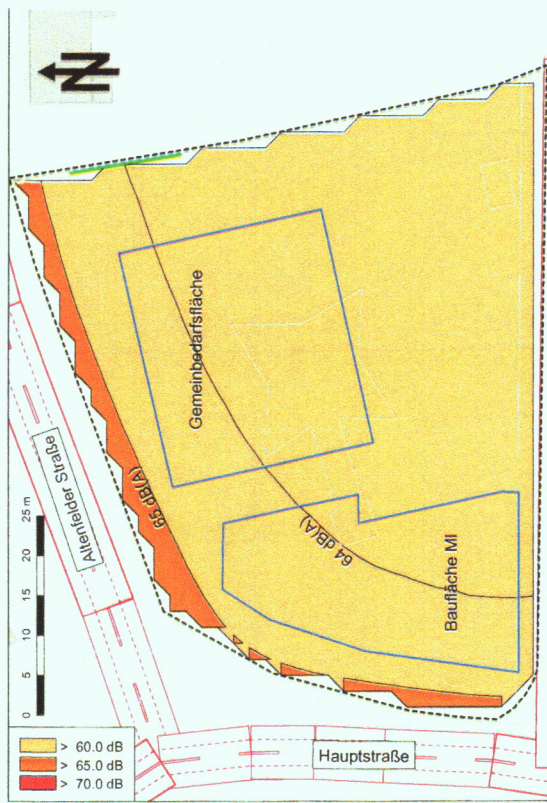 N
Altenfelder Straße
65 dB(A)
Gemeinbedarfsfläche
64 dB(A)
Baufläche MI
0 5 10 15 20 25 m
Hauptstraße
> 60.0 dB
> 65.0 dB
> 70.0 dB